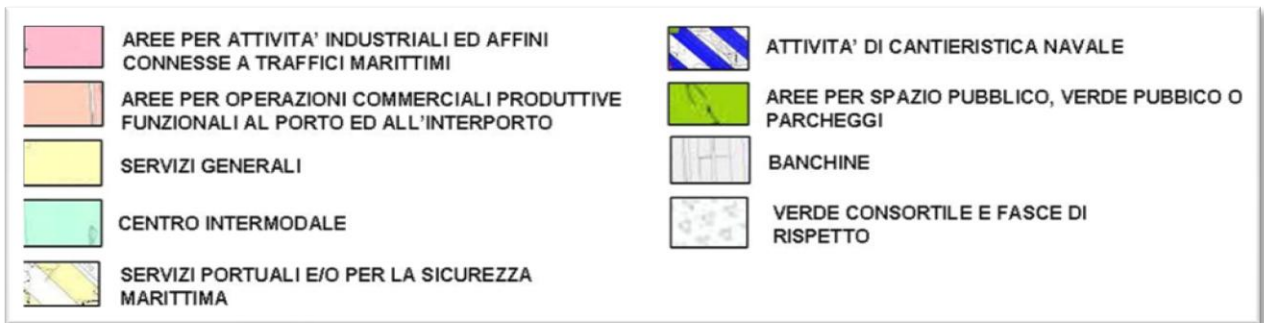 AREE PER ATTIVITA' INDUSTRIALI ED AFFINI
CONNESSE A TRAFFICI MARITTIMI
AREE PER OPERAZIONI COMMERCIALI PRODUTTIVE
FUNZIONALI AL PORTO ED ALL'INTERPORTO
SERVIZI GENERALI
CENTRO INTERMODALE
SERVIZI PORTUALI E/O PER LA SICUREZZA
MARITTIMA
ATTIVITA' DI CANTIERISTICA NAVALE
AREE PER SPAZIO PUBBLICO, VERDE PUBBICO O
PARCHEGGI
BANCHINE
VERDE CONSORTILE E FASCE DI
RISPETTO